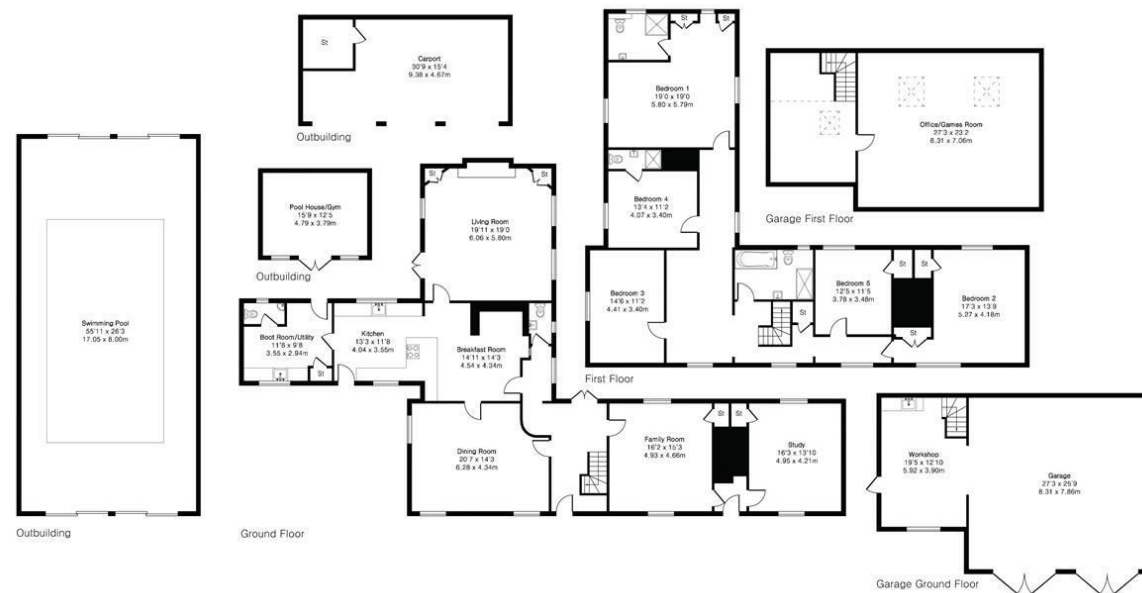 St
Carport
30'9 x 15'4
9.38 x 4.67m
Outbuilding
Swimming Pool
55'11 x 26'3
17.05 x 8.00m
Outbuilding
Pool House/Gym
15'9 x 12'5
4.79 x 3.79m
Outbuilding
St
St
Living Room
19'11 x 19'0
6.06 x 5.80m
Boot Room/Utility
11'8 x 9'8
3.55 x 2.94m
St
Kitchen
13'3 x 11'8
4.04 x 3.55m
Breakfast Room
14'11 x 14'3
4.54 x 4.34m
Dining Room
20'7 x 14'3
6.28 x 4.34m
Family Room
16'2 x 15'3
4.93 x 4.66m
St
St
Study
16'3 x 13'10
4.95 x 4.21m
Ground Floor
St
St
Bedroom 1
19'0 x 19'0
5.80 x 5.79m
Bedroom 4
13'4 x 11'2
4.07 x 3.40m
Bedroom 3
14'6 x 11'2
4.41 x 3.40m
St
Bedroom 5
12'5 x 11'5
3.78 x 3.48m
St
St
St
Bedroom 2
17'3 x 13'9
5.27 x 4.18m
First Floor
Office/Games Room
27'3 x 23'2
8.31 x 7.06m
Garage First Floor
Workshop
19'5 x 12'10
5.92 x 3.90m
Garage
27'3 x 25'9
8.31 x 7.86m
Garage Ground Floor